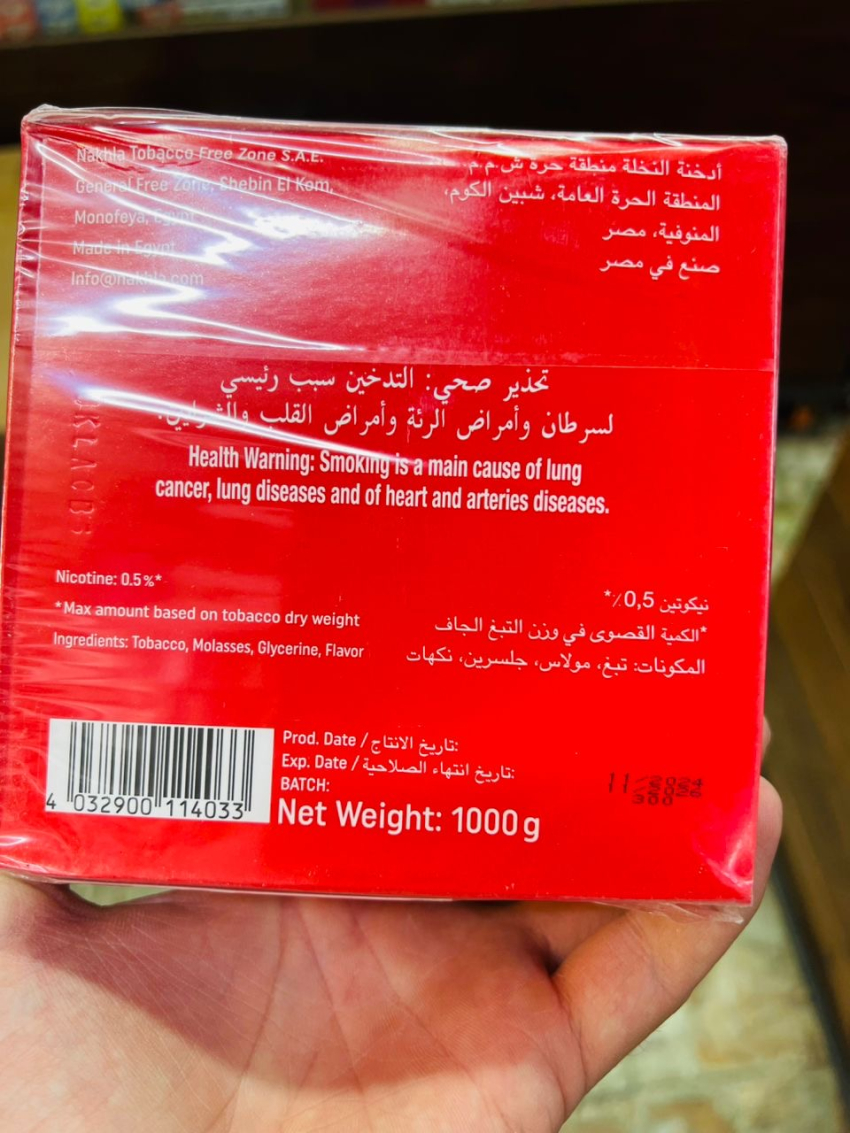 Nakhla Tobacco Free Zone S.A.E.
General Free Zone, Shebin El Kom,
Monofeya, Egypt
Made in Egypt
Info@nakhla.com
أدخنة النخلة منطقة حرة ش.م.م
المنطقة الحرة العامة، شبين الكوم،
المنوفية، مصر
صنع في مصر
تحذير صحي: التدخين سبب رئيسي
لسرطان وأمراض الرئة وأمراض القلب والشرايين.
Health Warning: Smoking is a main cause of lung
cancer, lung diseases and of heart and arteries diseases.
Nicotine: 0.5%*
*Max amount based on tobacco dry weight
Ingredients: Tobacco, Molasses, Glycerine, Flavor
نيكوتين 0,5٪*
*الكمية القصوى في وزن التبغ الجاف
المكونات: تبغ، مولاس، جلسرين، نكهات
4 032900 114033
Prod. Date / تاريخ الانتاج:
Exp. Date / تاريخ انتهاء الصلاحية:
BATCH:
Net Weight: 1000g